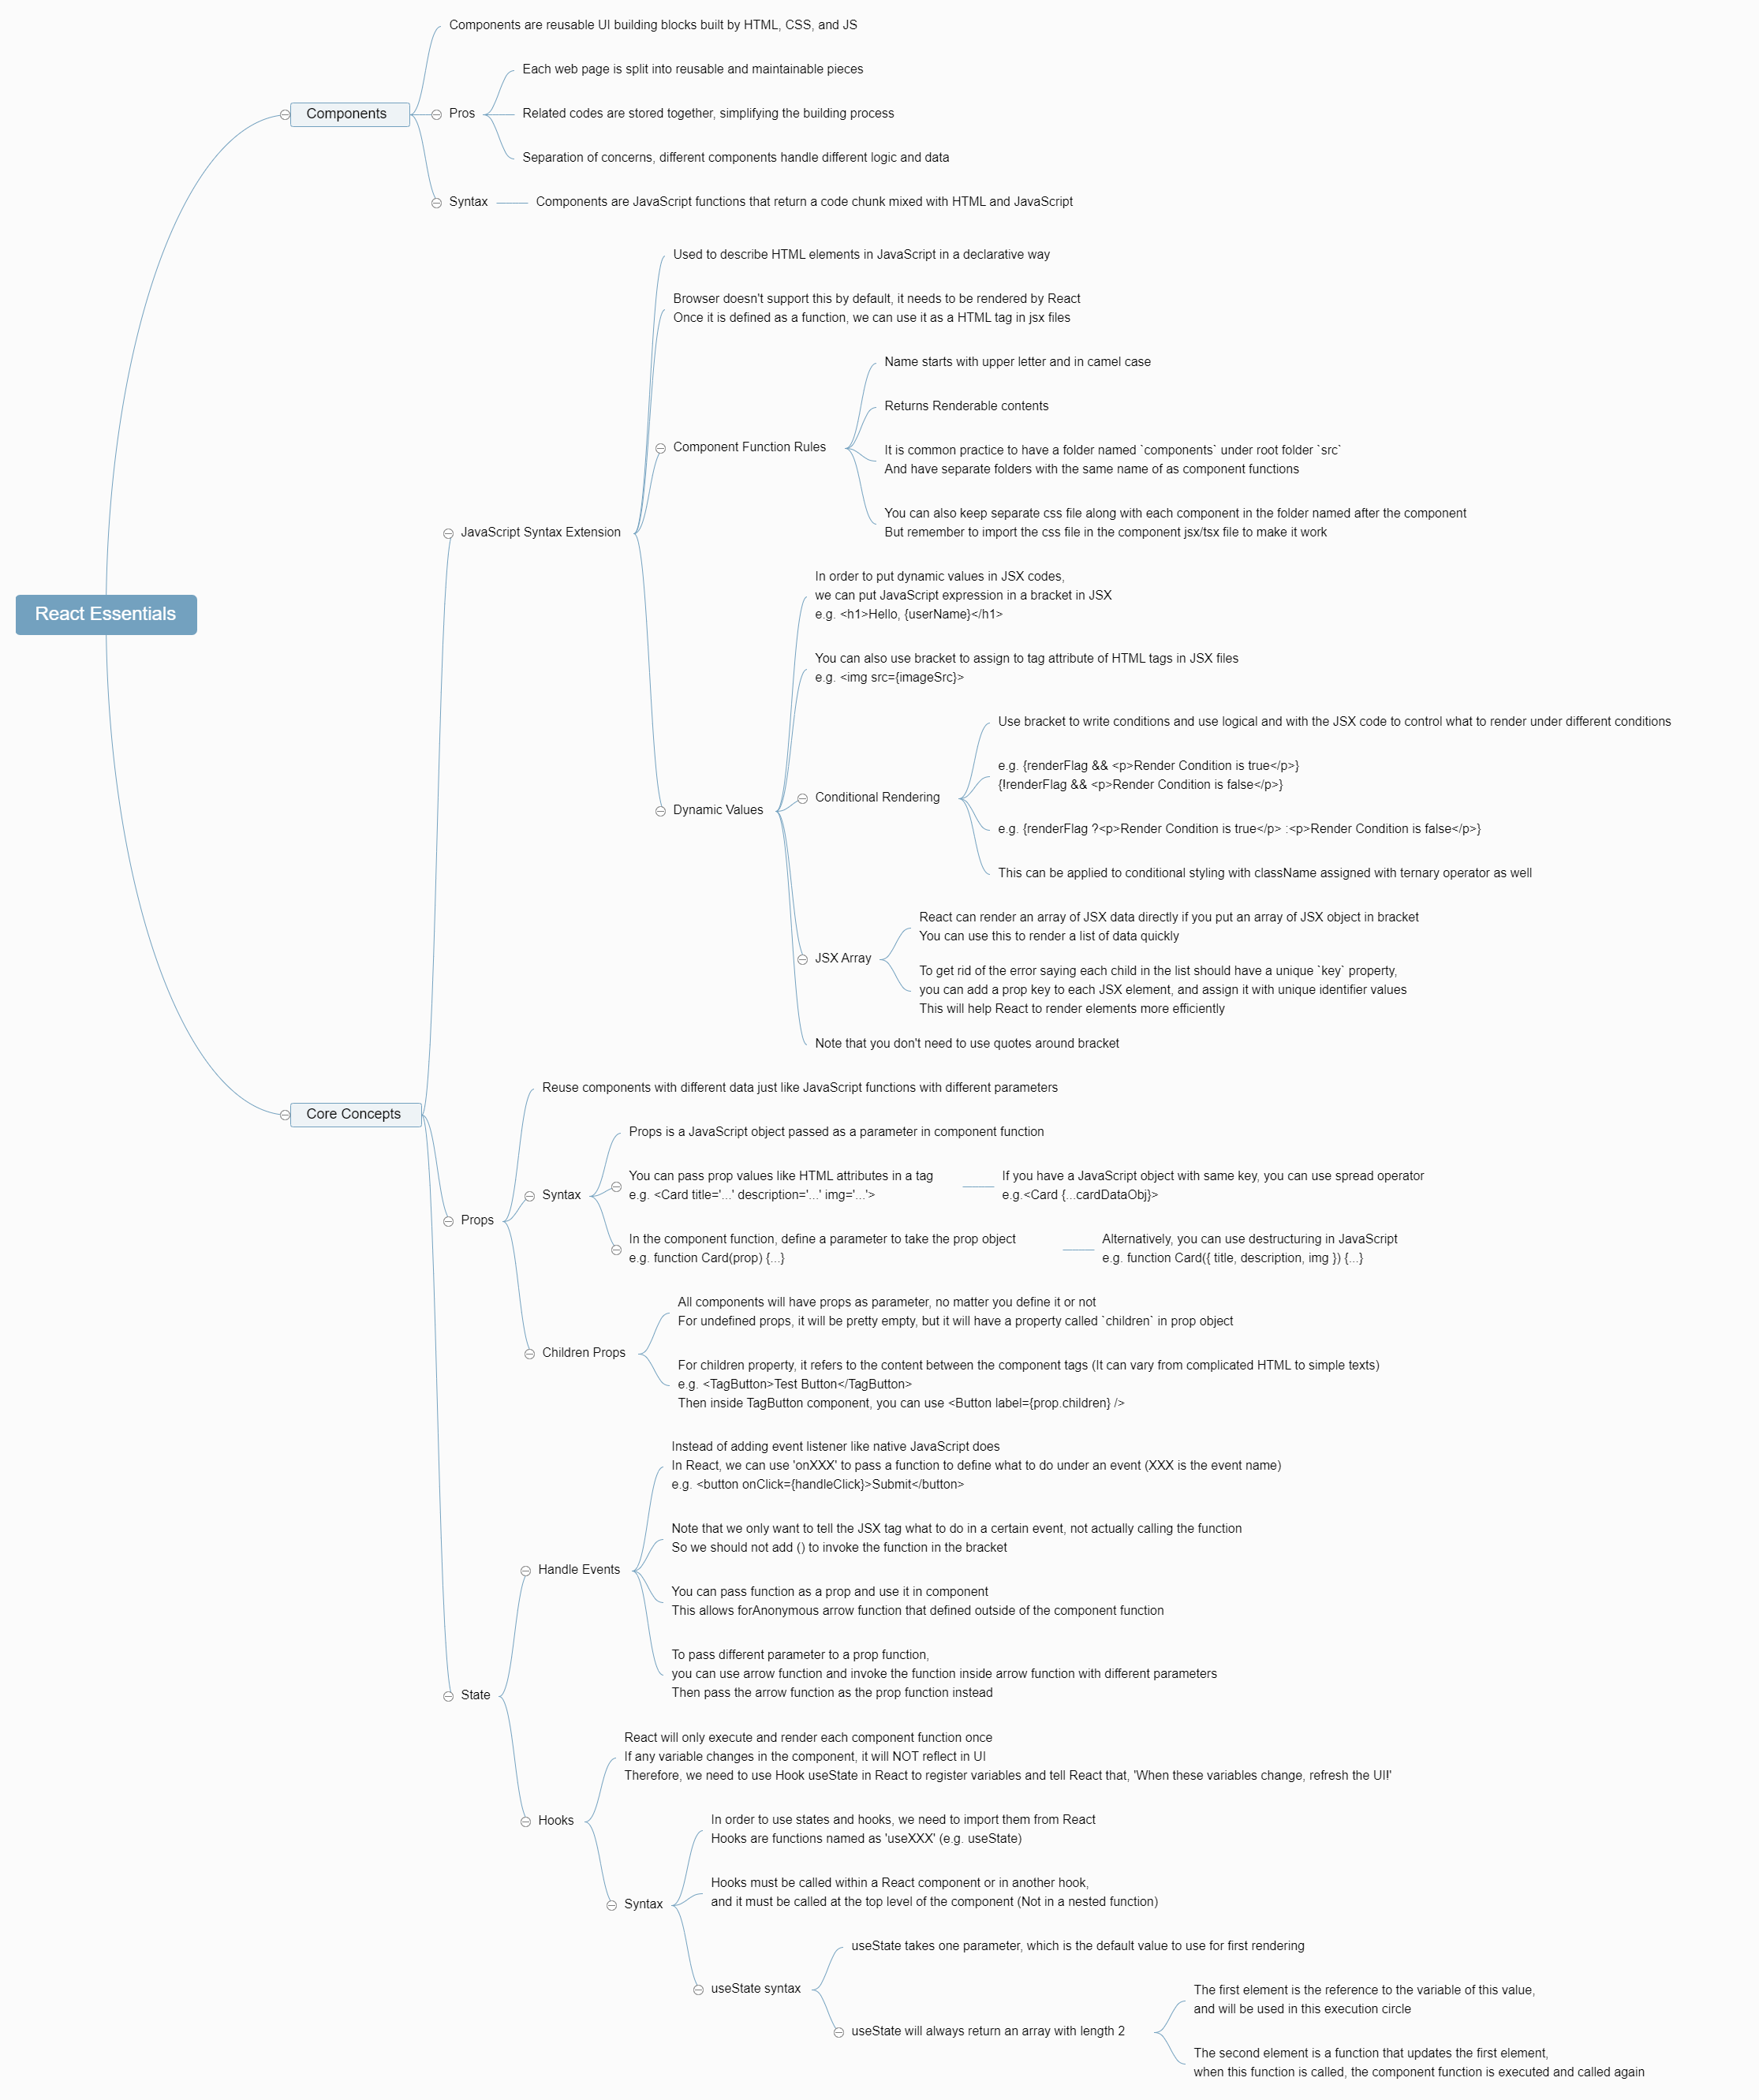 React Essentials
Components
Components are reusable UI building blocks built by HTML, CSS, and JS
Pros
Each web page is split into reusable and maintainable pieces
Related codes are stored together, simplifying the building process
Separation of concerns, different components handle different logic and data
Syntax
Components are JavaScript functions that return a code chunk mixed with HTML and JavaScript
Core Concepts
JavaScript Syntax Extension
Used to describe HTML elements in JavaScript in a declarative way
Browser doesn't support this by default, it needs to be rendered by React
Once it is defined as a function, we can use it as a HTML tag in jsx files
Component Function Rules
Name starts with upper letter and in camel case
Returns Renderable contents
It is common practice to have a folder named `components` under root folder `src`
And have separate folders with the same name of as component functions
You can also keep separate css file along with each component in the folder named after the component
But remember to import the css file in the component jsx/tsx file to make it work
Dynamic Values
In order to put dynamic values in JSX codes,
we can put JavaScript expression in a bracket in JSX
e.g. <h1>Hello, {userName}</h1>
You can also use bracket to assign to tag attribute of HTML tags in JSX files
e.g. <img src={imageSrc}>
Conditional Rendering
Use bracket to write conditions and use logical and with the JSX code to control what to render under different conditions
e.g. {renderFlag && <p>Render Condition is true</p>}
{!renderFlag && <p>Render Condition is false</p>}
e.g. {renderFlag ?<p>Render Condition is true</p> :<p>Render Condition is false</p>}
This can be applied to conditional styling with className assigned with ternary operator as well
JSX Array
React can render an array of JSX data directly if you put an array of JSX object in bracket
You can use this to render a list of data quickly
To get rid of the error saying each child in the list should have a unique `key` property,
you can add a prop key to each JSX element, and assign it with unique identifier values
This will help React to render elements more efficiently
Note that you don't need to use quotes around bracket
Props
Reuse components with different data just like JavaScript functions with different parameters
Syntax
Props is a JavaScript object passed as a parameter in component function
You can pass prop values like HTML attributes in a tag
e.g. <Card title='...' description='...' img='...'>
If you have a JavaScript object with same key, you can use spread operator
e.g.<Card {...cardDataObj}>
In the component function, define a parameter to take the prop object
e.g. function Card(prop) {...}
Alternatively, you can use destructuring in JavaScript
e.g. function Card({ title, description, img }) {...}
Children Props
All components will have props as parameter, no matter you define it or not
For undefined props, it will be pretty empty, but it will have a property called `children` in prop object
For children property, it refers to the content between the component tags (It can vary from complicated HTML to simple texts)
e.g. <TagButton>Test Button</TagButton>
Then inside TagButton component, you can use <Button label={prop.children} />
State
Handle Events
Instead of adding event listener like native JavaScript does
In React, we can use 'onXXX' to pass a function to define what to do under an event (XXX is the event name)
e.g. <button onClick={handleClick}>Submit</button>
Note that we only want to tell the JSX tag what to do in a certain event, not actually calling the function
So we should not add () to invoke the function in the bracket
You can pass function as a prop and use it in component
This allows forAnonymous arrow function that defined outside of the component function
To pass different parameter to a prop function,
you can use arrow function and invoke the function inside arrow function with different parameters
Then pass the arrow function as the prop function instead
Hooks
React will only execute and render each component function once
If any variable changes in the component, it will NOT reflect in UI
Therefore, we need to use Hook useState in React to register variables and tell React that, 'When these variables change, refresh the UI!'
Syntax
In order to use states and hooks, we need to import them from React
Hooks are functions named as 'useXXX' (e.g. useState)
Hooks must be called within a React component or in another hook,
and it must be called at the top level of the component (Not in a nested function)
useState syntax
useState takes one parameter, which is the default value to use for first rendering
useState will always return an array with length 2
The first element is the reference to the variable of this value,
and will be used in this execution circle
The second element is a function that updates the first element,
when this function is called, the component function is executed and called again